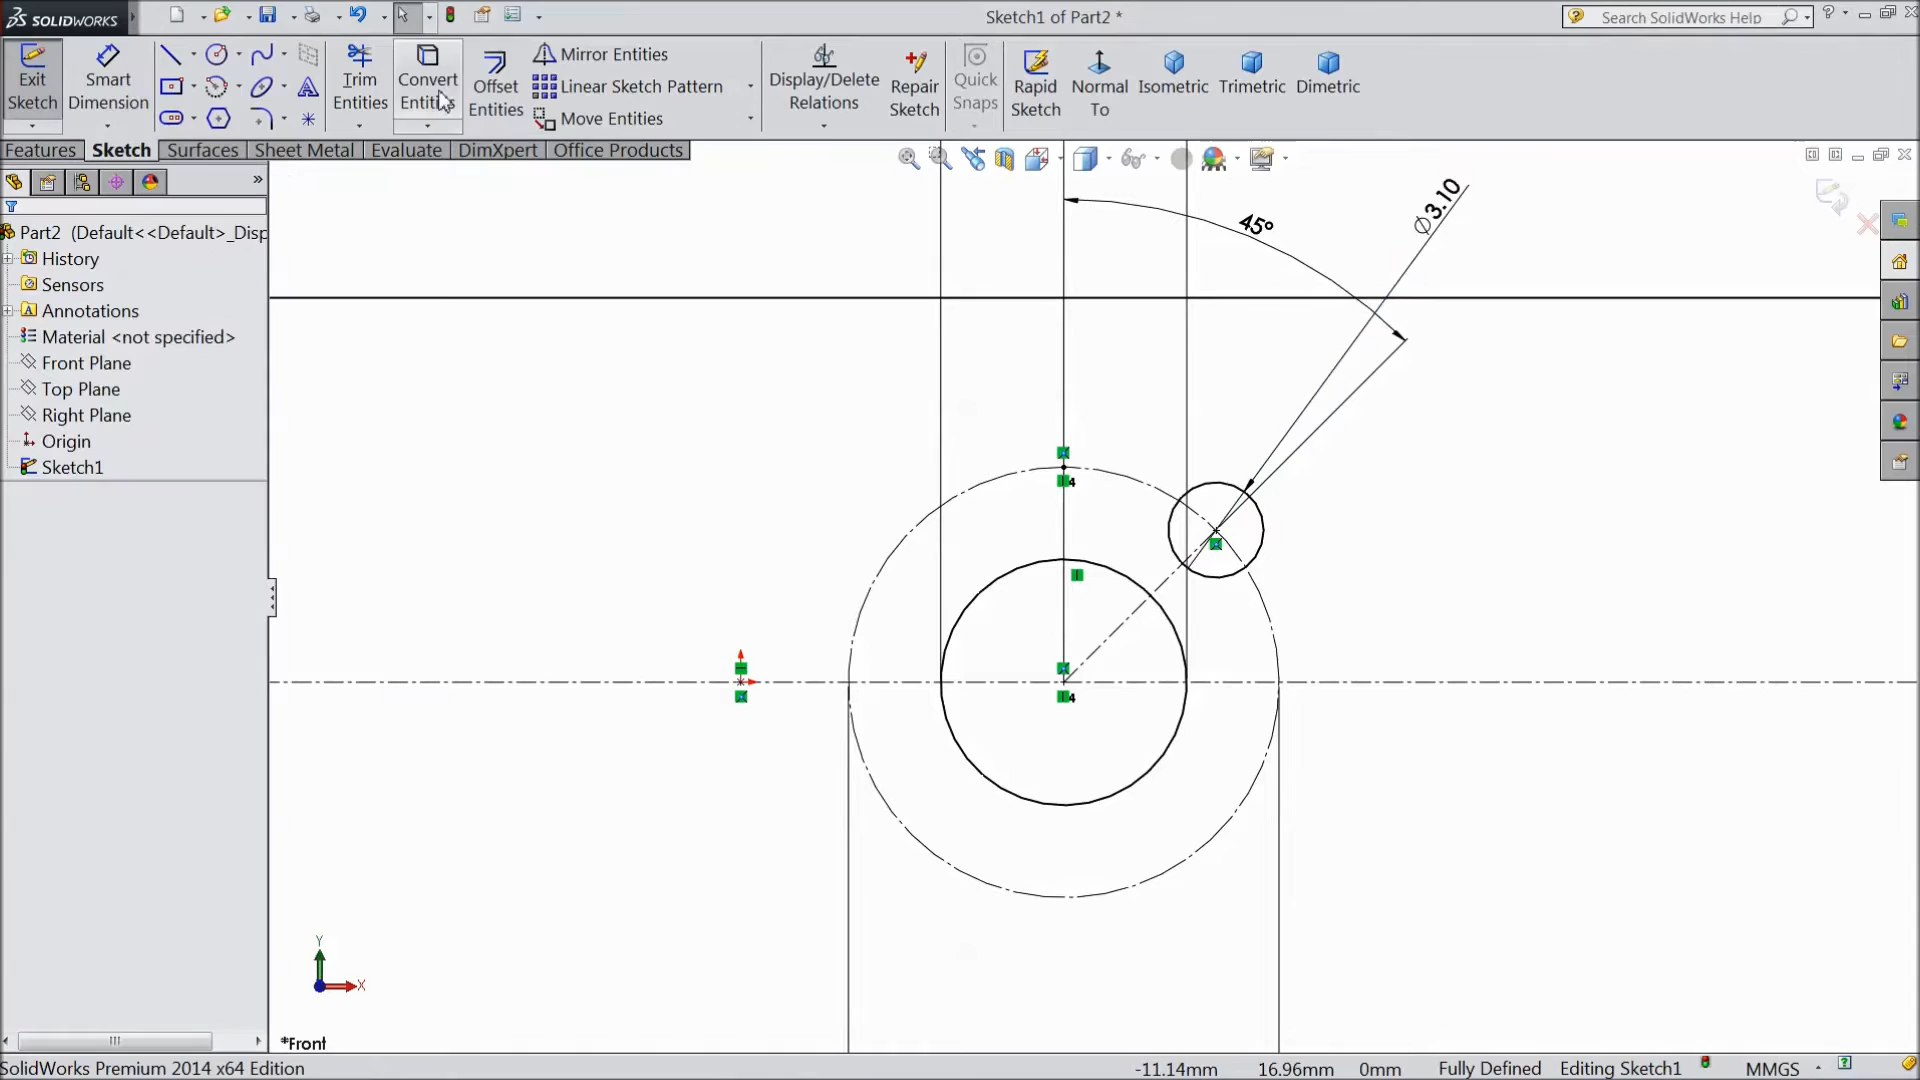 SOLIDWORKS
Sketch1 of Part2 *
Search SolidWorks Help
Exit Sketch
Smart Dimension
Trim Entities
Convert Entities
Offset Entities
Mirror Entities
Linear Sketch Pattern
Move Entities
Display/Delete Relations
Repair Sketch
Quick Snaps
Rapid Sketch
Normal To
Isometric
Trimetric
Dimetric
Features
Sketch
Surfaces
Sheet Metal
Evaluate
DimXpert
Office Products
Part2 (Default<<Default>_Disp
History
Sensors
Annotations
Material <not specified>
Front Plane
Top Plane
Right Plane
Origin
Sketch1
45°
∅3.10
4
4
Y
X
*Front
SolidWorks Premium 2014 x64 Edition
-11.14mm
16.96mm
0mm
Fully Defined
Editing Sketch1
MMGS